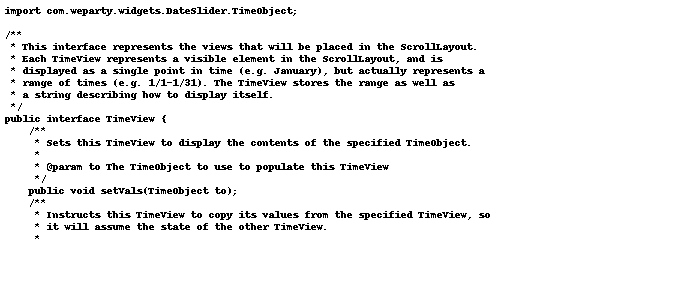 import com.weparty.widgets.DateSlider.TimeObject;
/**
 * This interface represents the views that will be placed in the ScrollLayout.
 * Each TimeView represents a visible element in the ScrollLayout, and is
 * displayed as a single point in time (e.g. January), but actually represents a
 * range of times (e.g. 1/1-1/31). The TimeView stores the range as well as
 * a string describing how to display itself.
 */
public interface TimeView {
    /**
     * Sets this TimeView to display the contents of the specified TimeObject.
     *
     * @param to The TimeObject to use to populate this TimeView
     */
    public void setVals(TimeObject to);
    /**
     * Instructs this TimeView to copy its values from the specified TimeView, so
     * it will assume the state of the other TimeView.
     *